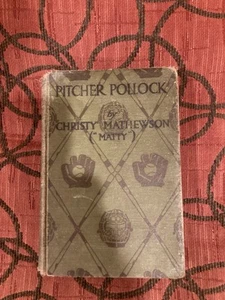 PITCHER POLLOCK
by
CHRISTY MATHEWSON
("MATTY")